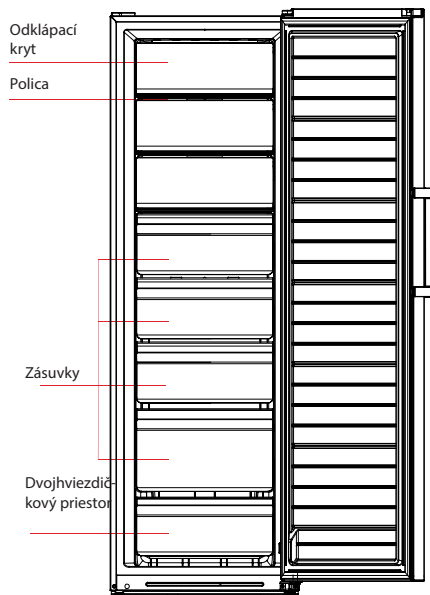 Odklápací
kryt
Polica
Zásuvky
Dvojhviezdič-
kový priestor